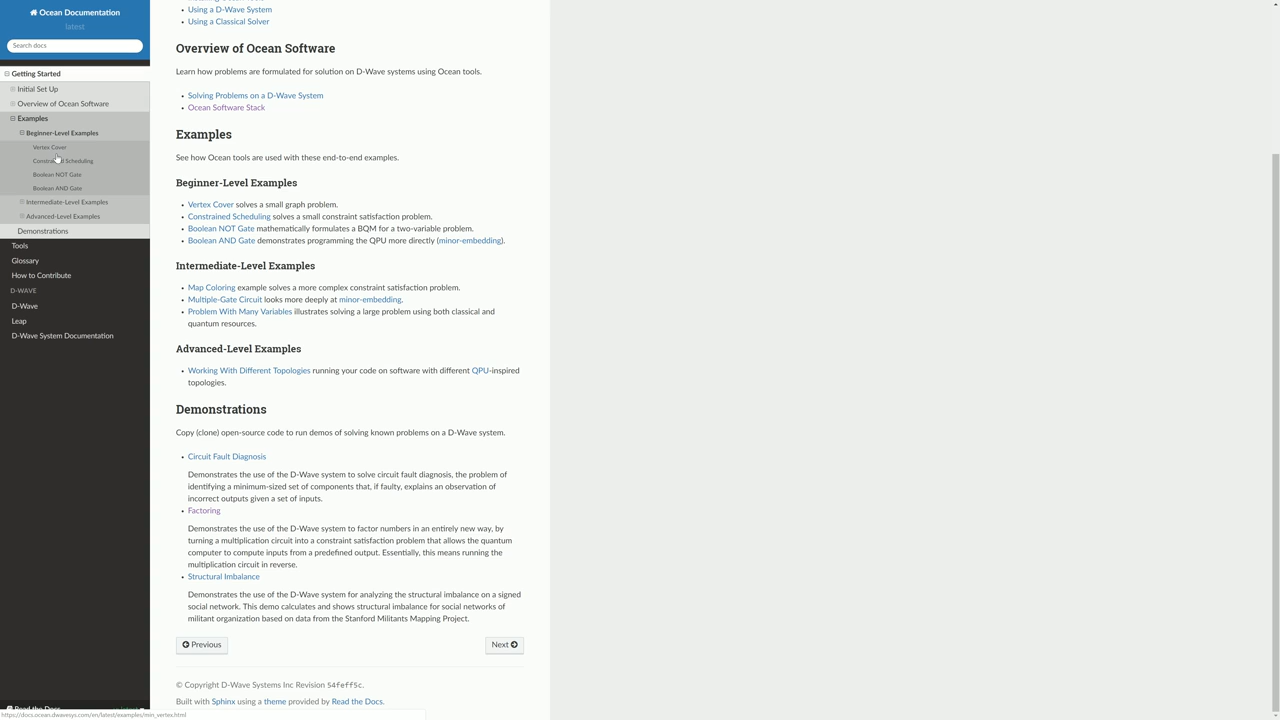 Ocean Documentation
latest
Search docs
Getting Started
Initial Set Up
Overview of Ocean Software
Examples
Beginner-Level Examples
Vertex Cover
Constrained Scheduling
Boolean NOT Gate
Boolean AND Gate
Intermediate-Level Examples
Advanced-Level Examples
Demonstrations
Tools
Glossary
How to Contribute
D-WAVE
D-Wave
Leap
D-Wave System Documentation
Read the Docs
https://docs.ocean.dwavesys.com/en/latest/examples/min_vertex.html
Using a D-Wave System
Using a Classical Solver
Overview of Ocean Software
Learn how problems are formulated for solution on D-Wave systems using Ocean tools.
Solving Problems on a D-Wave System
Ocean Software Stack
Examples
See how Ocean tools are used with these end-to-end examples.
Beginner-Level Examples
Vertex Cover solves a small graph problem.
Constrained Scheduling solves a small constraint satisfaction problem.
Boolean NOT Gate mathematically formulates a BQM for a two-variable problem.
Boolean AND Gate demonstrates programming the QPU more directly (minor-embedding).
Intermediate-Level Examples
Map Coloring example solves a more complex constraint satisfaction problem.
Multiple-Gate Circuit looks more deeply at minor-embedding.
Problem With Many Variables illustrates solving a large problem using both classical and
quantum resources.
Advanced-Level Examples
Working With Different Topologies running your code on software with different QPU-inspired
topologies.
Demonstrations
Copy (clone) open-source code to run demos of solving known problems on a D-Wave system.
Circuit Fault Diagnosis
Demonstrates the use of the D-Wave system to solve circuit fault diagnosis, the problem of
identifying a minimum-sized set of components that, if faulty, explains an observation of
incorrect outputs given a set of inputs.
Factoring
Demonstrates the use of the D-Wave system to factor numbers in an entirely new way, by
turning a multiplication circuit into a constraint satisfaction problem that allows the quantum
computer to compute inputs from a predefined output. Essentially, this means running the
multiplication circuit in reverse.
Structural Imbalance
Demonstrates the use of the D-Wave system for analyzing the structural imbalance on a signed
social network. This demo calculates and shows structural imbalance for social networks of
militant organization based on data from the Stanford Militants Mapping Project.
Previous
Next
© Copyright D-Wave Systems Inc Revision 54feff5c.
Built with Sphinx using a theme provided by Read the Docs.